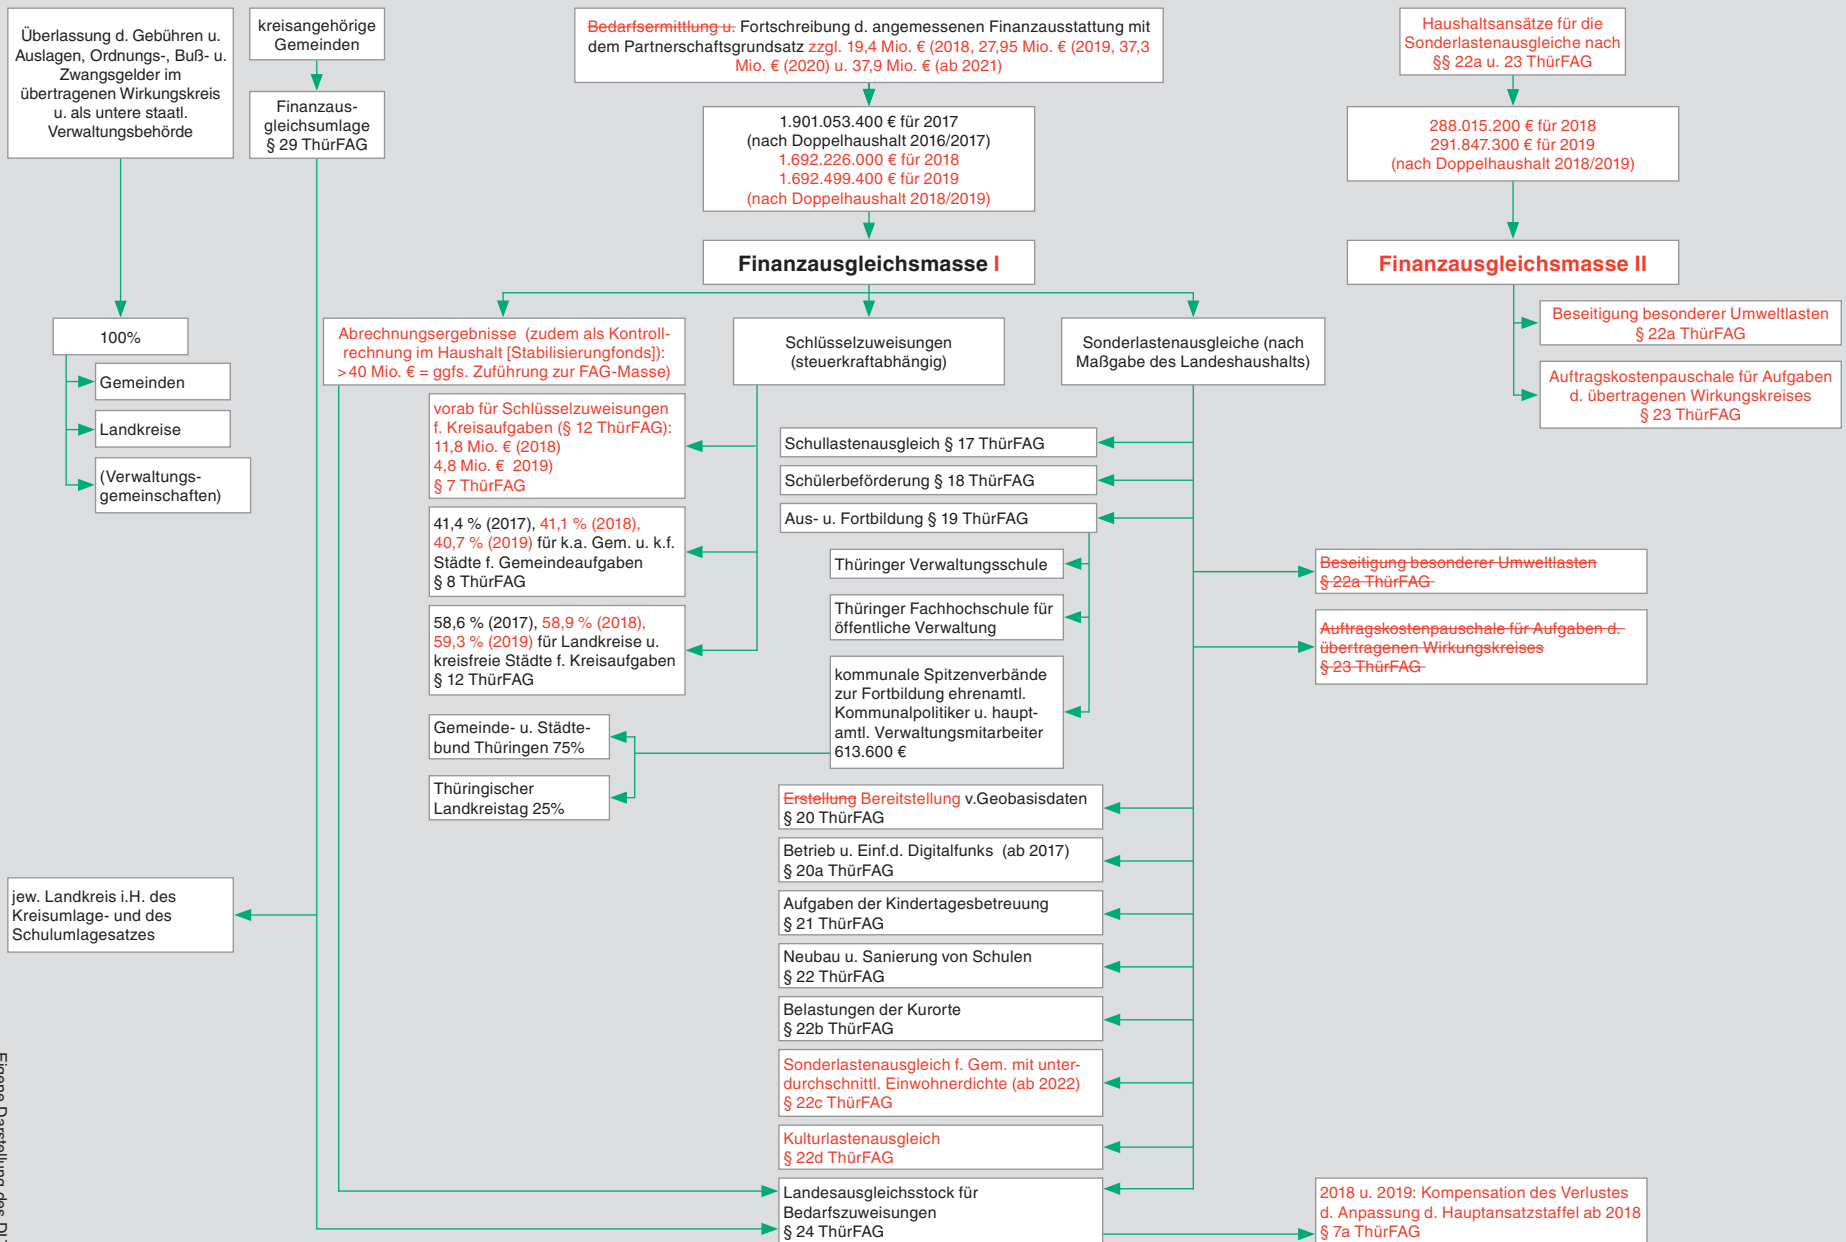 Überlassung d. Gebühren u.
Auslagen, Ordnungs-, Buß- u.
Zwangsgelder im
übertragenen Wirkungskreis
u. als untere staatl.
Verwaltungsbehörde
kreisangehörige
Gemeinden
Finanzaus-
gleichsumlage
§ 29 ThürFAG
Bedarfsermittlung u. Fortschreibung d. angemessenen Finanzausstattung mit
dem Partnerschaftsgrundsatz zzgl. 19,4 Mio. € (2018, 27,95 Mio. € (2019, 37,3
Mio. € (2020) u. 37,9 Mio. € (ab 2021)
Haushaltsansätze für die
Sonderlastenausgleiche nach
§§ 22a u. 23 ThürFAG
1.901.053.400 € für 2017
(nach Doppelhaushalt 2016/2017)
1.692.226.000 € für 2018
1.692.499.400 € für 2019
(nach Doppelhaushalt 2018/2019)
288.015.200 € für 2018
291.847.300 € für 2019
(nach Doppelhaushalt 2018/2019)
Finanzausgleichsmasse I
Finanzausgleichsmasse II
Beseitigung besonderer Umweltlasten
§ 22a ThürFAG
Auftragskostenpauschale für Aufgaben
d. übertragenen Wirkungskreises
§ 23 ThürFAG
100%
Gemeinden
Landkreise
(Verwaltungs-
gemeinschaften)
Abrechnungsergebnisse (zudem als Kontroll-
rechnung im Haushalt [Stabilisierungfonds]):
>40 Mio. € = ggfs. Zuführung zur FAG-Masse)
Schlüsselzuweisungen
(steuerkraftabhängig)
Sonderlastenausgleiche (nach
Maßgabe des Landeshaushalts)
vorab für Schlüsselzuweisungen
f. Kreisaufgaben (§ 12 ThürFAG):
11,8 Mio. € (2018)
4,8 Mio. € 2019)
§ 7 ThürFAG
41,4 % (2017), 41,1 % (2018),
40,7 % (2019) für k.a. Gem. u. k.f.
Städte f. Gemeindeaufgaben
§ 8 ThürFAG
58,6 % (2017), 58,9 % (2018),
59,3 % (2019) für Landkreise u.
kreisfreie Städte f. Kreisaufgaben
§ 12 ThürFAG
Gemeinde- u. Städte-
bund Thüringen 75%
Thüringischer
Landkreistag 25%
Schullastenausgleich § 17 ThürFAG
Schülerbeförderung § 18 ThürFAG
Aus- u. Fortbildung § 19 ThürFAG
Thüringer Verwaltungsschule
Thüringer Fachhochschule für
öffentliche Verwaltung
kommunale Spitzenverbände
zur Fortbildung ehrenamtl.
Kommunalpolitiker u. haupt-
amtl. Verwaltungsmitarbeiter
613.600 €
Beseitigung besonderer Umweltlasten
§ 22a ThürFAG
Auftragskostenpauschale für Aufgaben d.
übertragenen Wirkungskreises
§ 23 ThürFAG
Erstellung Bereitstellung v.Geobasisdaten
§ 20 ThürFAG
Betrieb u. Einf.d. Digitalfunks (ab 2017)
§ 20a ThürFAG
Aufgaben der Kindertagesbetreuung
§ 21 ThürFAG
Neubau u. Sanierung von Schulen
§ 22 ThürFAG
Belastungen der Kurorte
§ 22b ThürFAG
Sonderlastenausgleich f. Gem. mit unter-
durchschnittl. Einwohnerdichte (ab 2022)
§ 22c ThürFAG
Kulturlastenausgleich
§ 22d ThürFAG
Landesausgleichsstock für
Bedarfszuweisungen
§ 24 ThürFAG
2018 u. 2019: Kompensation des Verlustes
d. Anpassung d. Hauptansatzstaffel ab 2018
§ 7a ThürFAG
jew. Landkreis i.H. des
Kreisumlage- und des
Schulumlagesatzes
Eigene Darstellung des